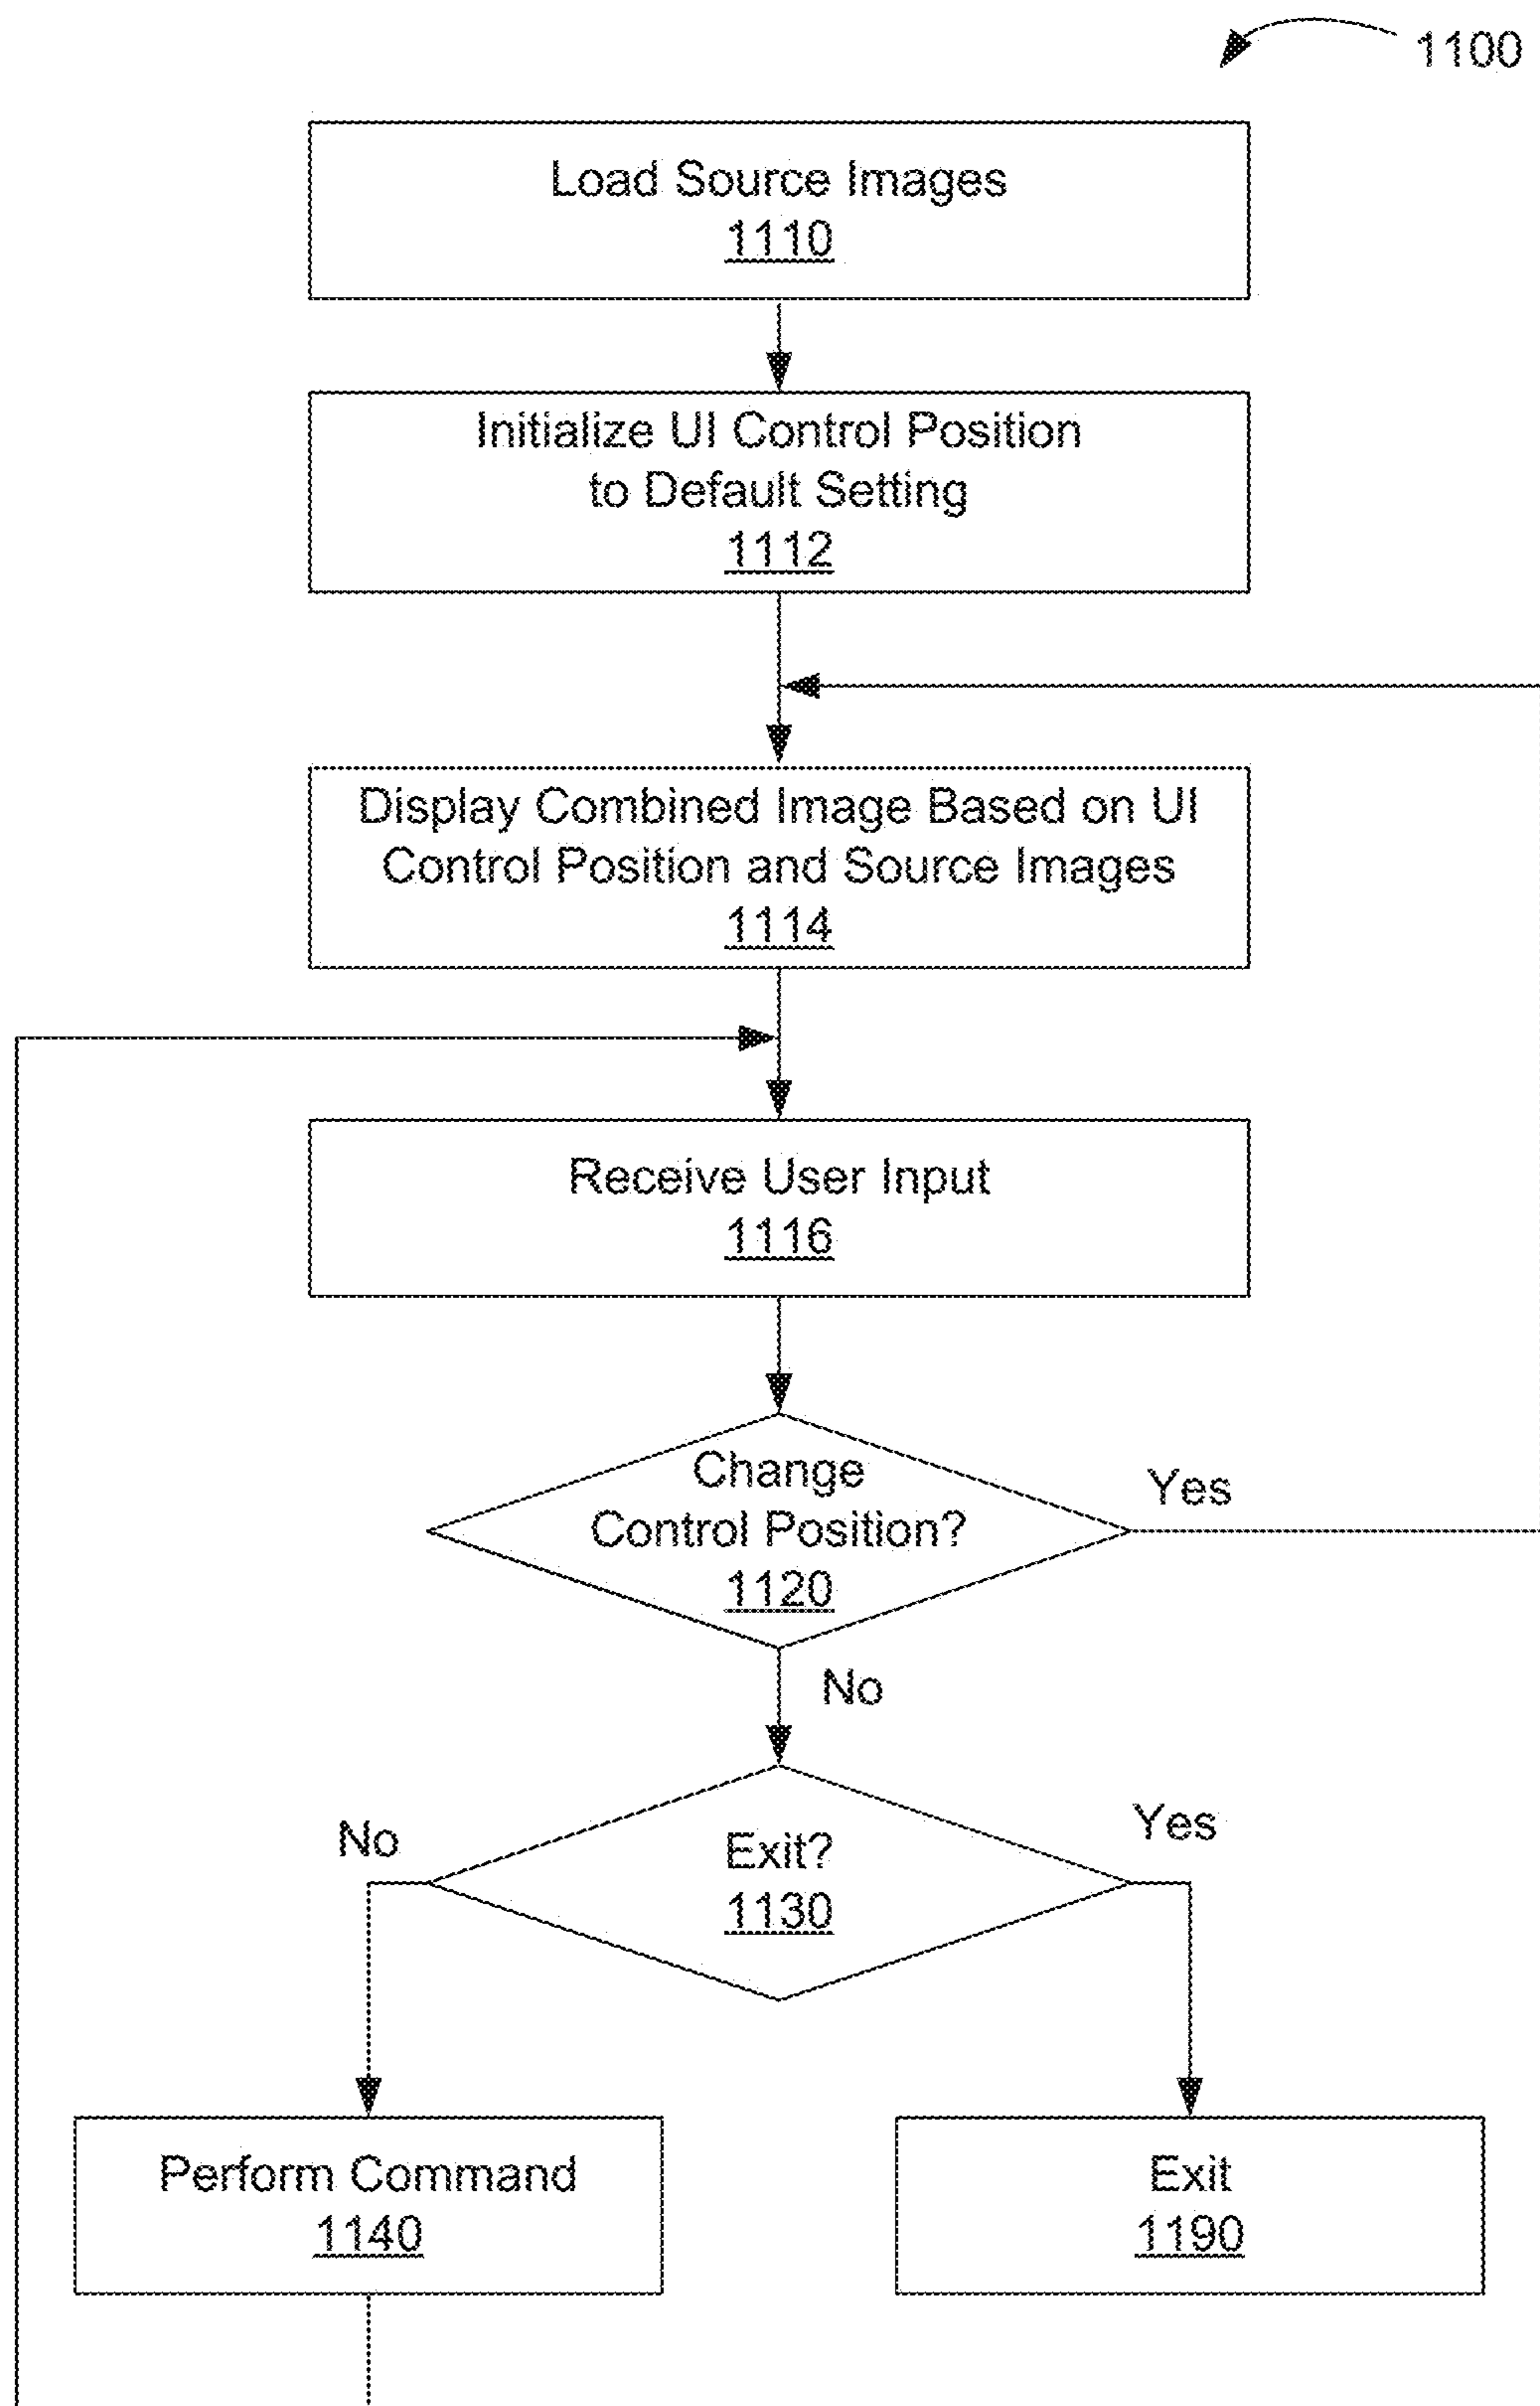 1100
Load Source Images
1110
Initialize UI Control Position
to Default Setting
1112
Display Combined Image Based on UI
Control Position and Source Images
1114
Receive User Input
1116
Change
Control Position?
1120
Yes
No
Exit?
1130
No
Yes
Perform Command
1140
Exit
1190